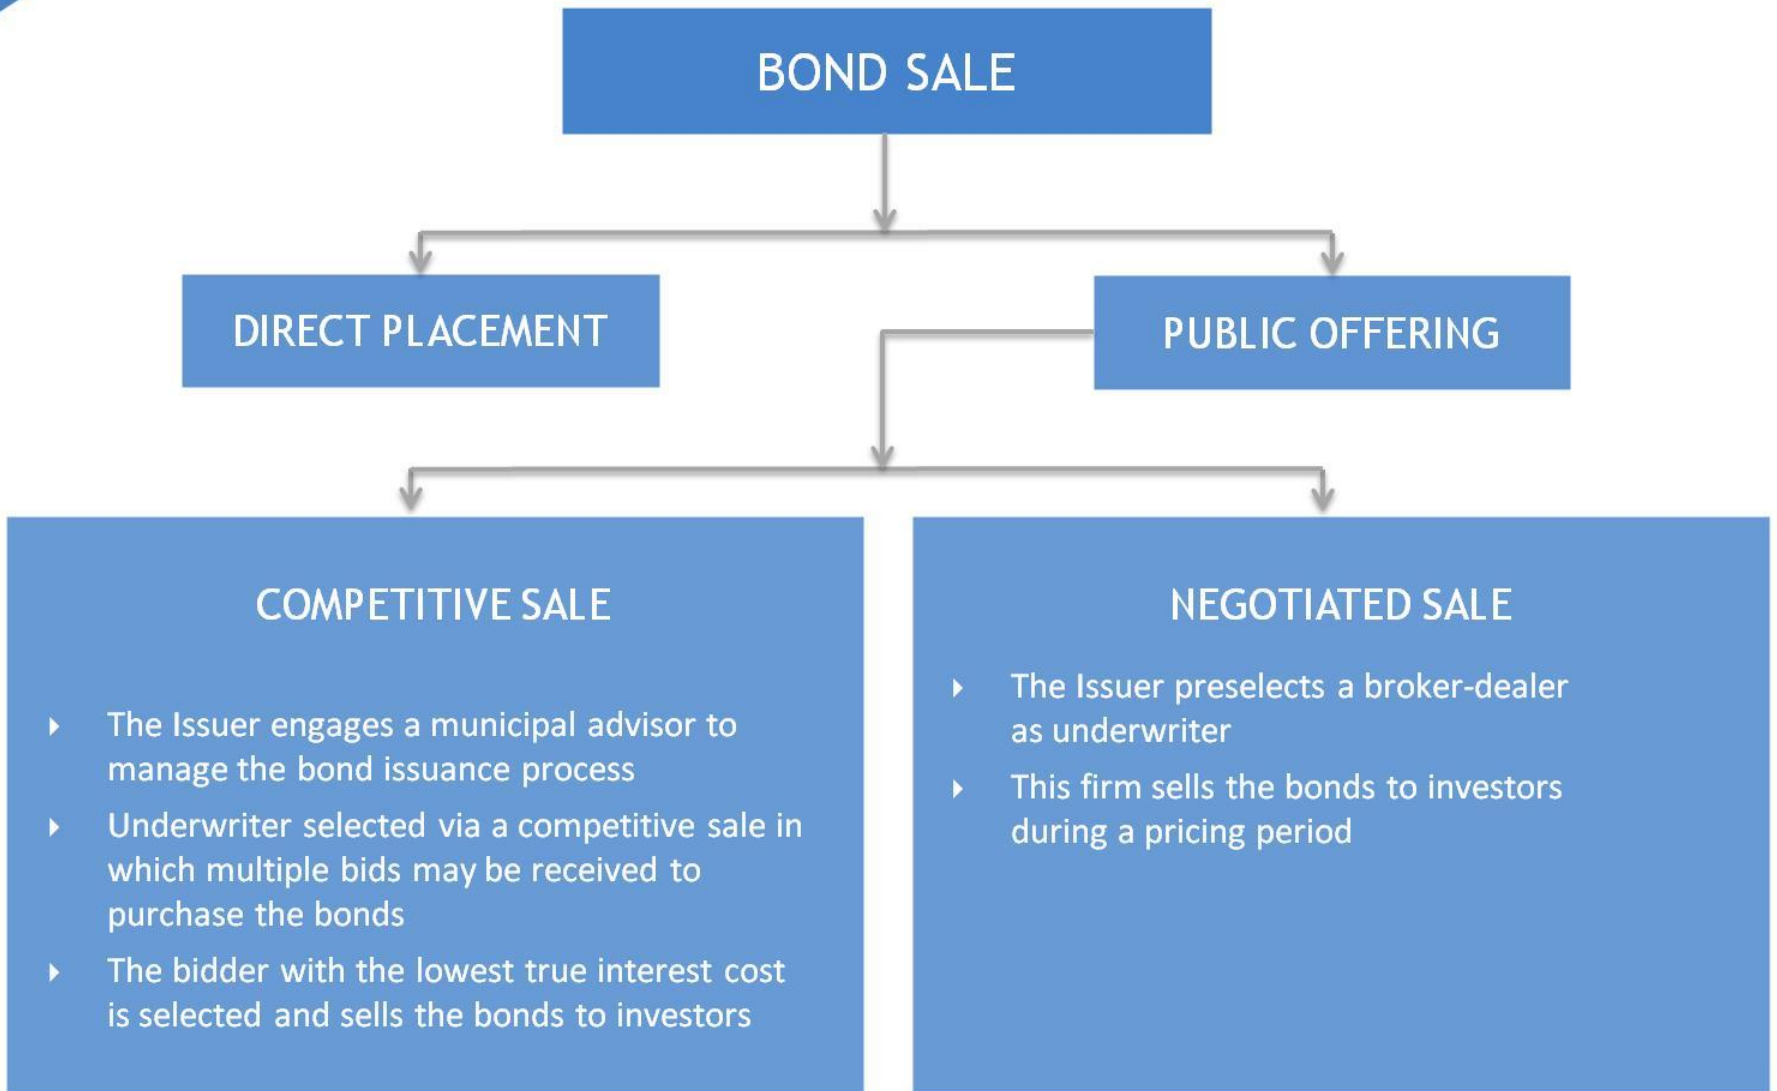 BOND SALE
DIRECT PLACEMENT
PUBLIC OFFERING
COMPETITIVE SALE
The Issuer engages a municipal advisor to
manage the bond issuance process
Underwriter selected via a competitive sale in
which multiple bids may be received to
purchase the bonds
The bidder with the lowest true interest cost
is selected and sells the bonds to investors
NEGOTIATED SALE
The Issuer preselects a broker-dealer
as underwriter
This firm sells the bonds to investors
during a pricing period